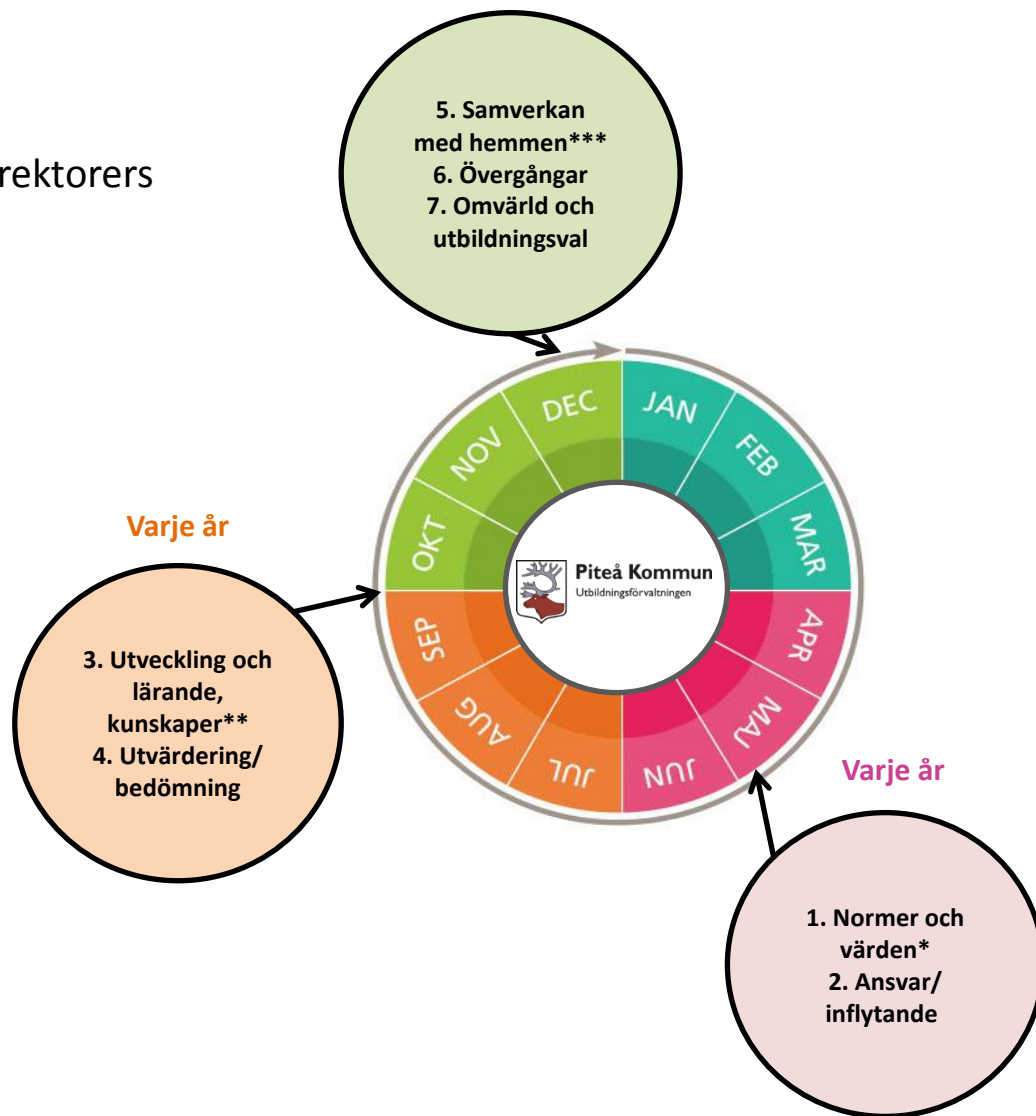 rektorers
5. Samverkan
med hemmen***
6. Övergångar
7. Omvärld och
utbildningsval
JAN
FEB
MAR
APR
MAJ
JUN
JUL
AUG
SEP
OKT
NOV
DEC
Piteå Kommun
Utbildningsförvaltningen
Varje år
3. Utveckling och
lärande,
kunskaper**
4. Utvärdering/
bedömning
Varje år
1. Normer och
värden*
2. Ansvar/
inflytande